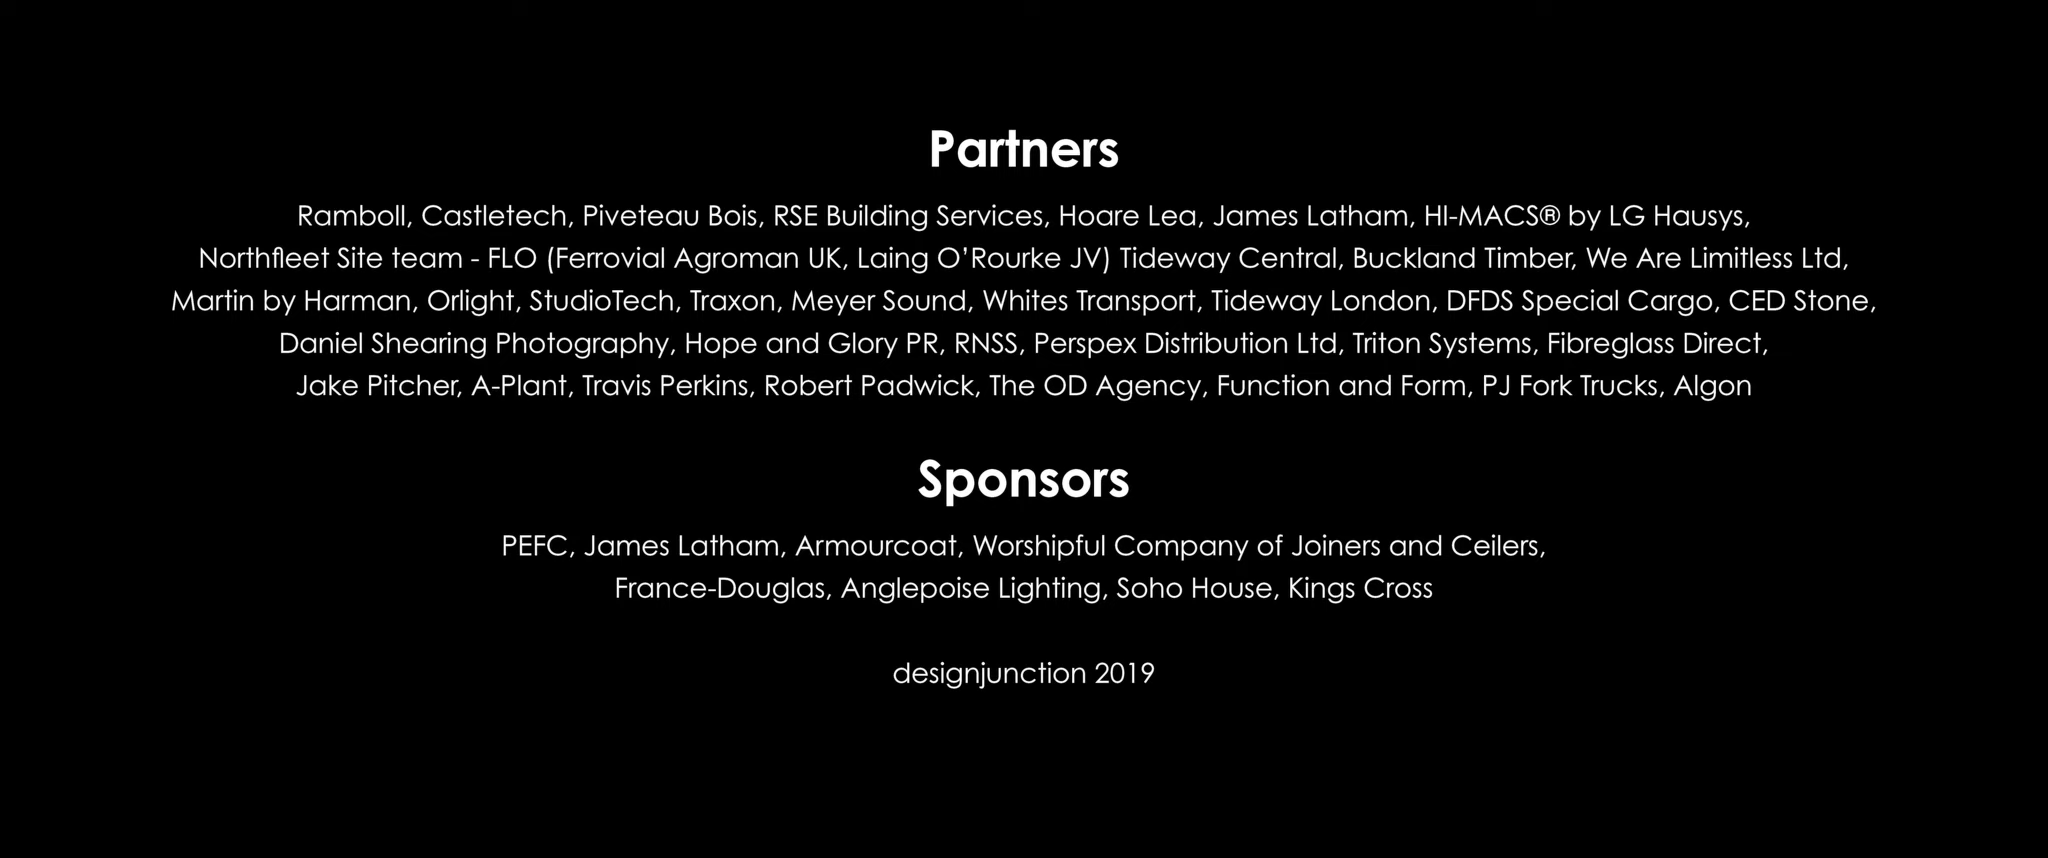 Partners
Ramboll, Castletech, Piveteau Bois, RSE Building Services, Hoare Lea, James Latham, HI-MACS® by LG Hausys,
Northfleet Site team - FLO (Ferrovial Agroman UK, Laing O’Rourke JV) Tideway Central, Buckland Timber, We Are Limitless Ltd,
Martin by Harman, Orlight, StudioTech, Traxon, Meyer Sound, Whites Transport, Tideway London, DFDS Special Cargo, CED Stone,
Daniel Shearing Photography, Hope and Glory PR, RNSS, Perspex Distribution Ltd, Triton Systems, Fibreglass Direct,
Jake Pitcher, A-Plant, Travis Perkins, Robert Padwick, The OD Agency, Function and Form, PJ Fork Trucks, Algon
Sponsors
PEFC, James Latham, Armourcoat, Worshipful Company of Joiners and Ceilers,
France-Douglas, Anglepoise Lighting, Soho House, Kings Cross
designjunction 2019